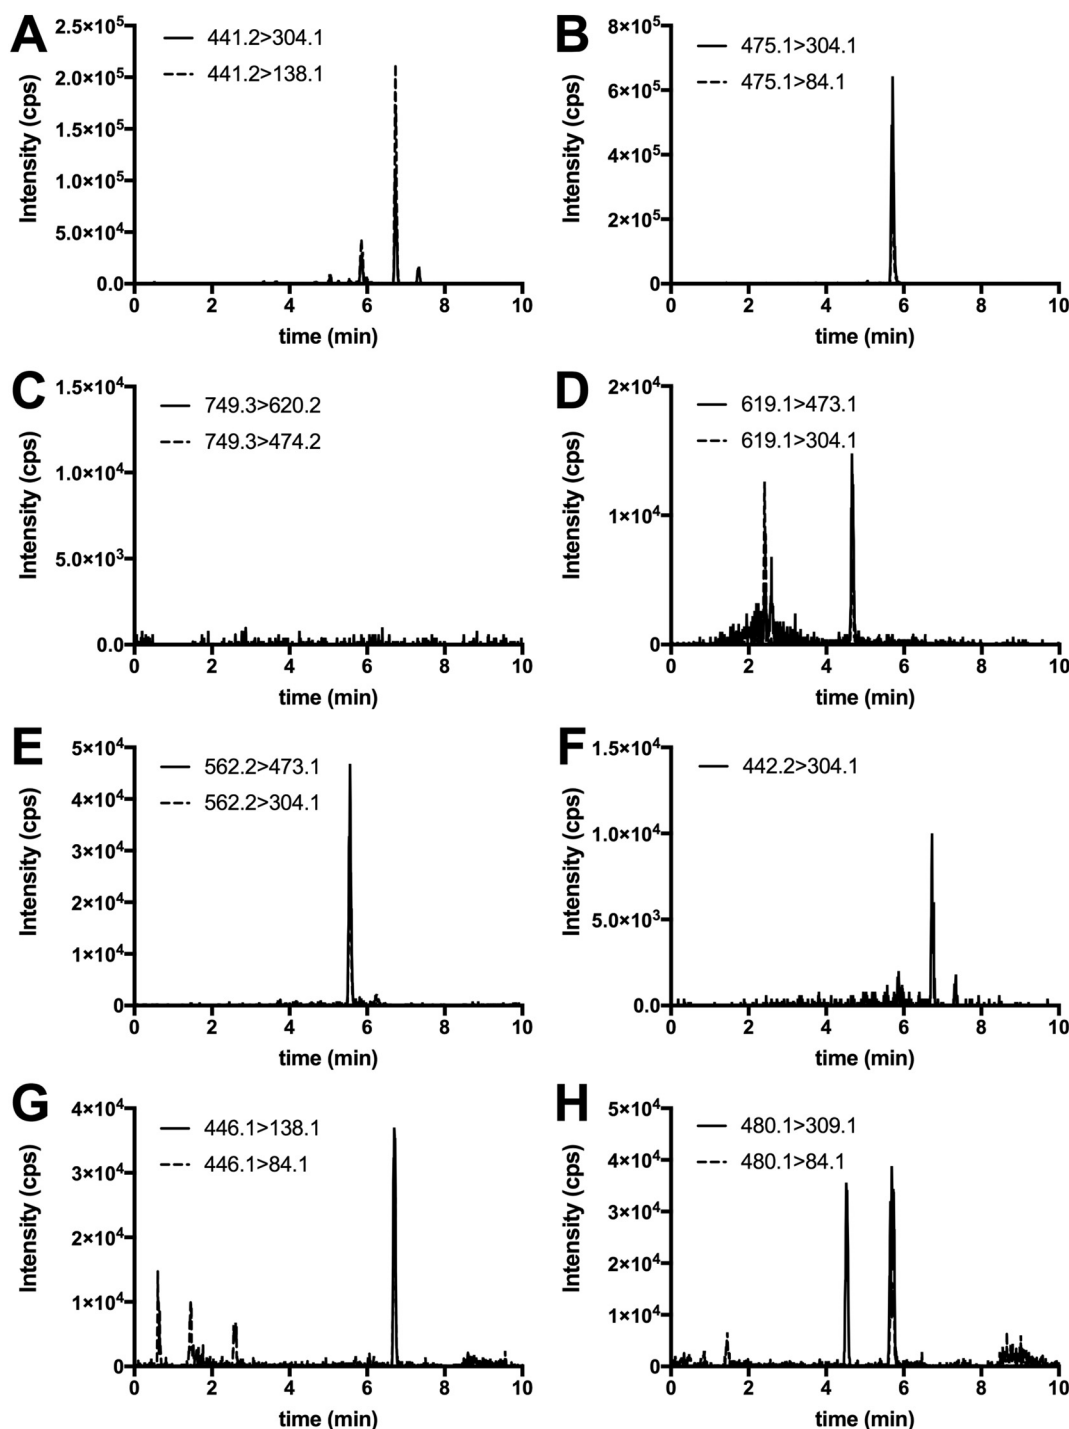 A
441.2>304.1
441.2>138.1
Intensity (cps)
2.5×10⁵
2.0×10⁵
1.5×10⁵
1.0×10⁵
5.0×10⁴
0.0
0 2 4 6 8 10
time (min)
B
475.1>304.1
475.1>84.1
Intensity (cps)
8×10⁵
6×10⁵
4×10⁵
2×10⁵
0
0 2 4 6 8 10
time (min)
C
749.3>620.2
749.3>474.2
Intensity (cps)
1.5×10⁴
1.0×10⁴
5.0×10³
0.0
0 2 4 6 8 10
time (min)
D
619.1>473.1
619.1>304.1
Intensity (cps)
2×10⁴
1×10⁴
0
0 2 4 6 8 10
time (min)
E
562.2>473.1
562.2>304.1
Intensity (cps)
5×10⁴
4×10⁴
3×10⁴
2×10⁴
1×10⁴
0
0 2 4 6 8 10
time (min)
F
442.2>304.1
Intensity (cps)
1.5×10⁴
1.0×10⁴
5.0×10³
0.0
0 2 4 6 8 10
time (min)
G
446.1>138.1
446.1>84.1
Intensity (cps)
4×10⁴
3×10⁴
2×10⁴
1×10⁴
0
0 2 4 6 8 10
time (min)
H
480.1>309.1
480.1>84.1
Intensity (cps)
5×10⁴
4×10⁴
3×10⁴
2×10⁴
1×10⁴
0
0 2 4 6 8 10
time (min)